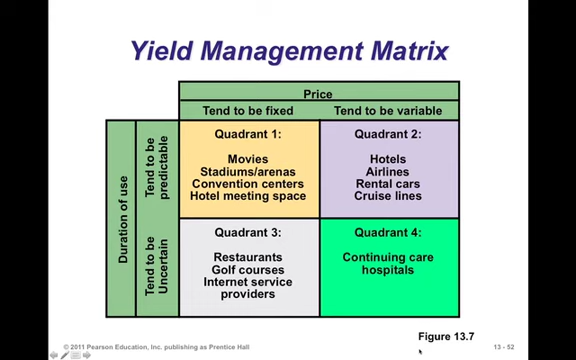 Yield Management Matrix
Price
Tend to be fixed
Tend to be variable
Duration of use
Tend to be
predictable
Quadrant 1:
Movies
Stadiums/arenas
Convention centers
Hotel meeting space
Quadrant 2:
Hotels
Airlines
Rental cars
Cruise lines
Tend to be
Uncertain
Quadrant 3:
Restaurants
Golf courses
Internet service
providers
Quadrant 4:
Continuing care
hospitals
Figure 13.7
© 2011 Pearson Education, Inc. publishing as Prentice Hall
13 - 52